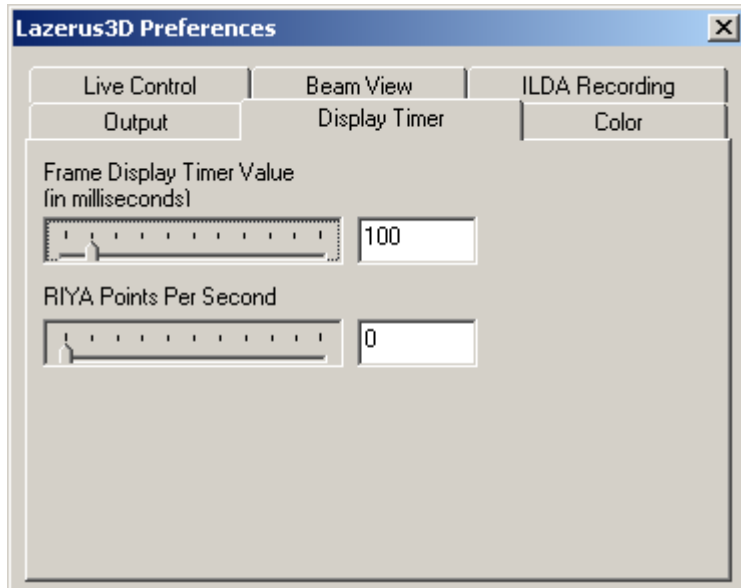 Lazerus3D Preferences
Live Control
Beam View
ILDA Recording
Output
Display Timer
Color
Frame Display Timer Value
(in milliseconds)
100
RIYA Points Per Second
0